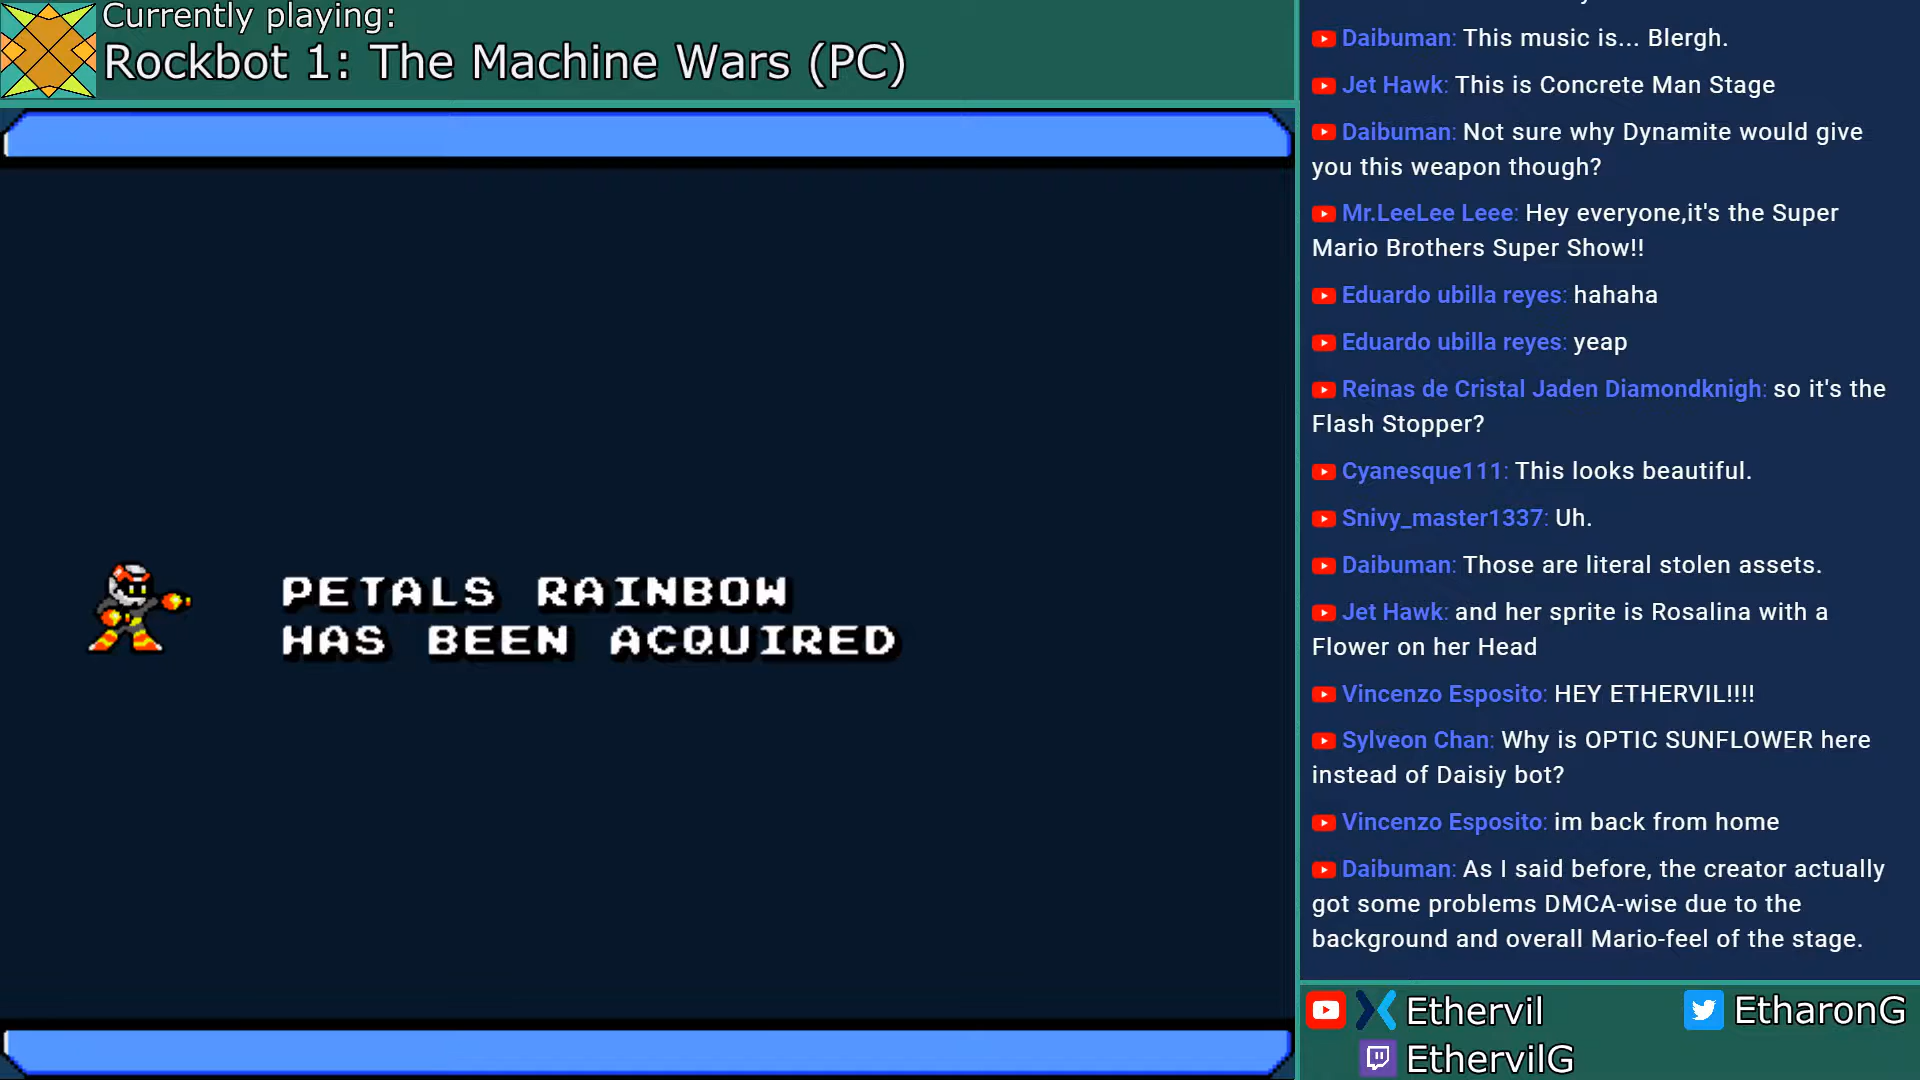 Currently playing:
Rockbot 1: The Machine Wars (PC)
PETALS RAINBOW
HAS BEEN ACQUIRED
Daibuman: This music is... Blergh.
Jet Hawk: This is Concrete Man Stage
Daibuman: Not sure why Dynamite would give
you this weapon though?
Mr.LeeLee Leee: Hey everyone,it's the Super
Mario Brothers Super Show!!
Eduardo ubilla reyes: hahaha
Eduardo ubilla reyes: yeap
Reinas de Cristal Jaden Diamondknigh: so it's the
Flash Stopper?
Cyanesque111: This looks beautiful.
Snivy_master1337: Uh.
Daibuman: Those are literal stolen assets.
Jet Hawk: and her sprite is Rosalina with a
Flower on her Head
Vincenzo Esposito: HEY ETHERVIL!!!!
Sylveon Chan: Why is OPTIC SUNFLOWER here
instead of Daisiy bot?
Vincenzo Esposito: im back from home
Daibuman: As I said before, the creator actually
got some problems DMCA-wise due to the
background and overall Mario-feel of the stage.
Ethervil
EtharonG
EthervilG